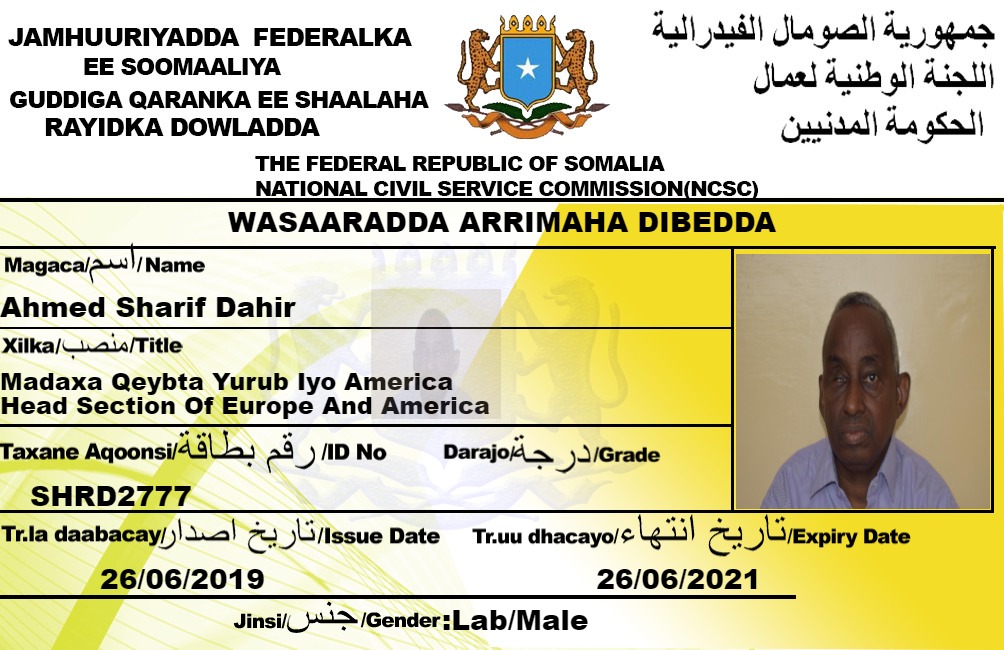 JAMHUURIYADDA FEDERALKA
EE SOOMAALIYA
GUDDIGA QARANKA EE SHAALAHA
RAYIDKA DOWLADDA
جمهورية الصومال الفيدرالية
اللجنة الوطنية لعمال
الحكومة المدنيين
THE FEDERAL REPUBLIC OF SOMALIA
NATIONAL CIVIL SERVICE COMMISSION(NCSC)
WASAARADDA ARRIMAHA DIBEDDA
Magaca/اسم/Name
Ahmed Sharif Dahir
Xilka/منصب/Title
Madaxa Qeybta Yurub Iyo America
Head Section Of Europe And America
Taxane Aqoonsi/رقم بطاقة/ID No
Darajo/درجة/Grade
SHRD2777
Tr.la daabacay/تاريخ اصدار/Issue Date
Tr.uu dhacayo/تاريخ انتهاء/Expiry Date
26/06/2019
26/06/2021
Jinsi/جنس/Gender:Lab/Male